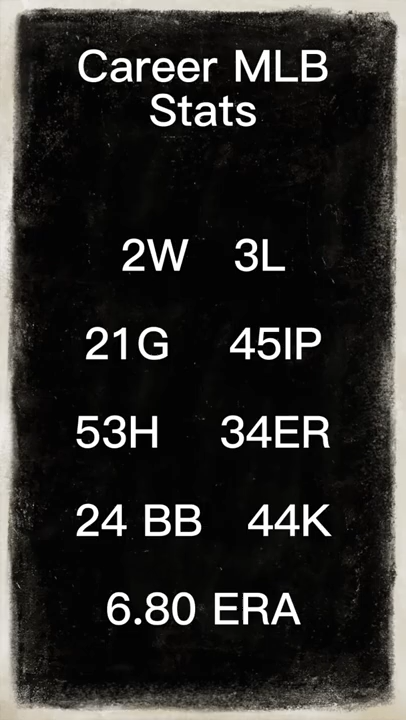 Career MLB
Stats
2W 3L
21G 45IP
53H 34ER
24 BB 44K
6.80 ERA